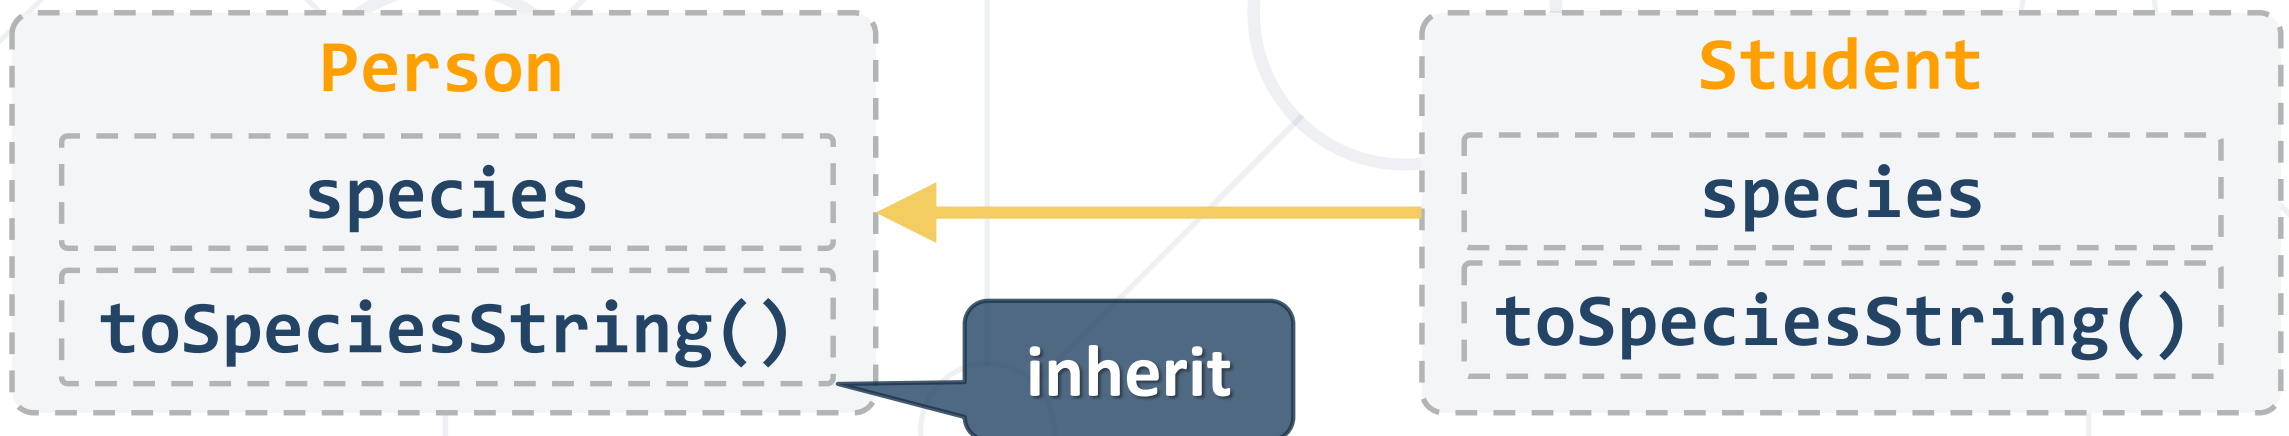 Person
species
toSpeciesString()
inherit
Student
species
toSpeciesString()